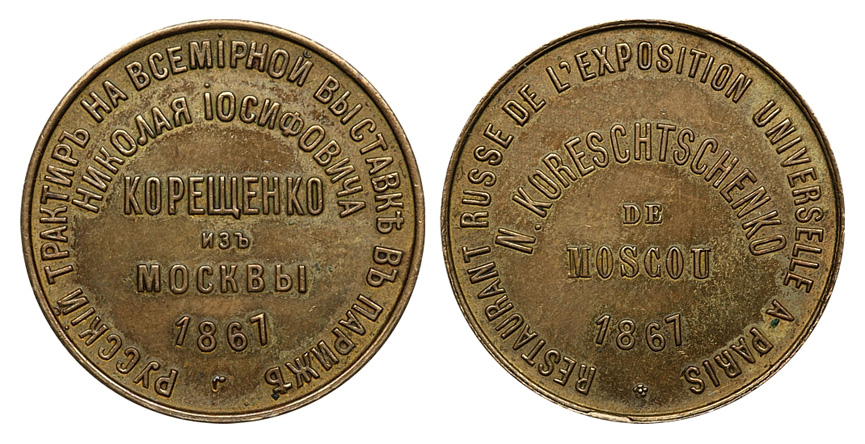 РУССКІЙ ТРАКТИРЪ НА ВСЕМІРНОЙ ВЫСТАВКѢ ВЪ ПАРИЖѢ
НИКОЛАЯ ІОСИФОВИЧА
КОРЕЩЕНКО
ИЗЪ
МОСКВЫ
1867
г
RESTAURANT RUSSE DE L'EXPOSITION UNIVERSELLE A PARIS
N. KORESCHTSCHENKO
DE
MOSCOU
1867